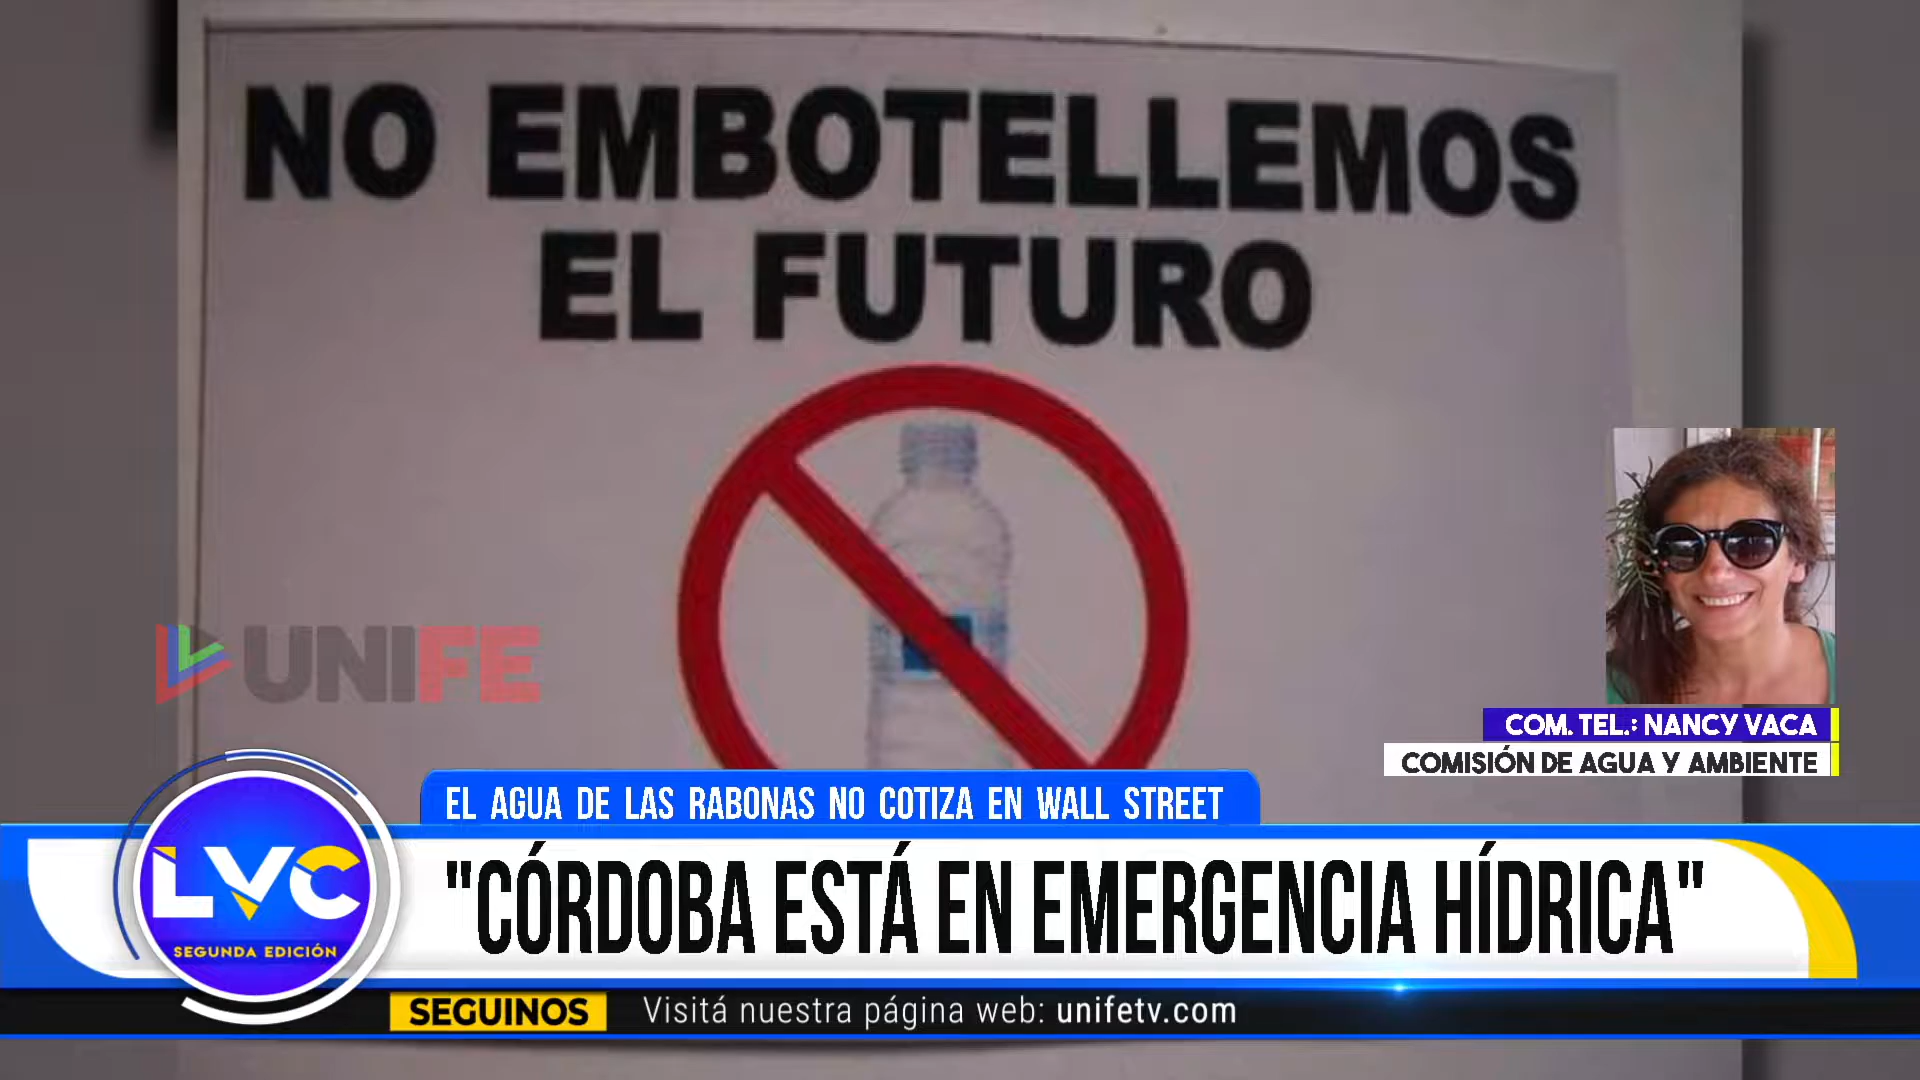 NO EMBOTELLEMOS
EL FUTURO
UNIFE
COM. TEL.: NANCY VACA
COMISIÓN DE AGUA Y AMBIENTE
EL AGUA DE LAS RABONAS NO COTIZA EN WALL STREET
"CÓRDOBA ESTÁ EN EMERGENCIA HÍDRICA"
LVC
SEGUNDA EDICIÓN
SEGUINOS Visitá nuestra página web: unifetv.com